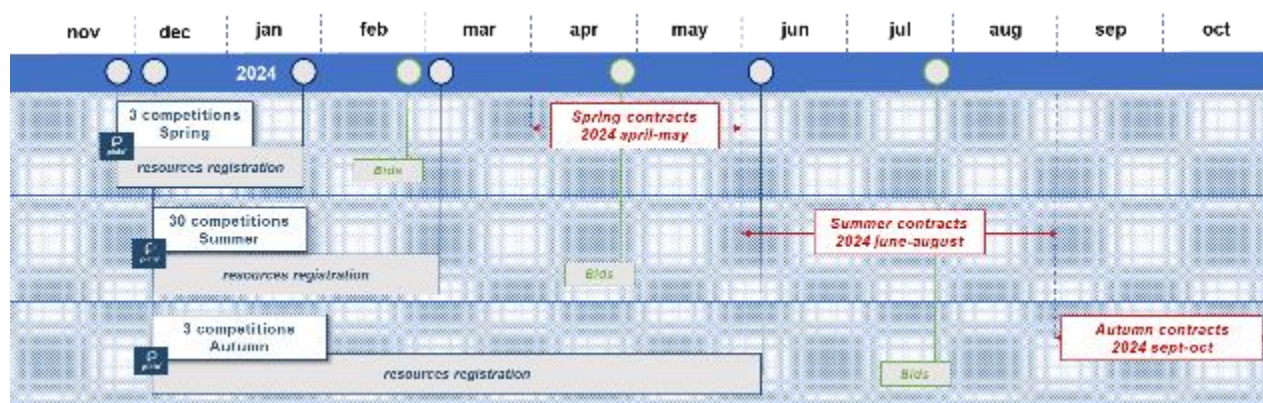 nov dec jan feb mar apr may jun jul aug sep oct
2024
3 competitions
Spring
resources registration
Bids
Spring contracts
2024 april-may
30 competitions
Summer
resources registration
Bids
Summer contracts
2024 june-august
3 competitions
Autumn
resources registration
Bids
Autumn contracts
2024 sept-oct